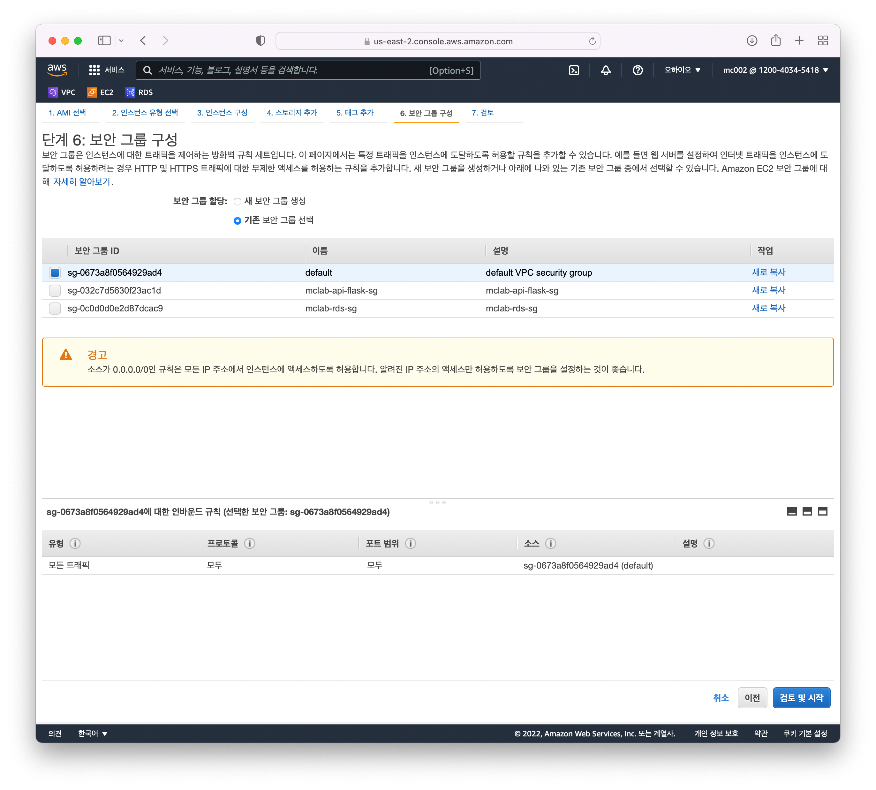 us-east-2.console.aws.amazon.com
aws 서비스 서비스, 기능, 블로그, 설명서 등을 검색합니다. [Option+S] 오하이오 ▼ mc002 @ 1200-4034-5418 ▼
VPC EC2 RDS
1. AMI 선택 2. 인스턴스 유형 선택 3. 인스턴스 구성 4. 스토리지 추가 5. 태그 추가 6. 보안 그룹 구성 7. 검토
단계 6: 보안 그룹 구성
보안 그룹은 인스턴스에 대한 트래픽을 제어하는 방화벽 규칙 세트입니다. 이 페이지에서는 특정 트래픽을 인스턴스에 도달하도록 허용할 규칙을 추가할 수 있습니다. 예를 들면 웹 서버를 설정하여 인터넷 트래픽을 인스턴스에 도
달하도록 허용하려는 경우 HTTP 및 HTTPS 트래픽에 대한 무제한 액세스를 허용하는 규칙을 추가합니다. 새 보안 그룹을 생성하거나 아래에 나와 있는 기존 보안 그룹 중에서 선택할 수 있습니다. Amazon EC2 보안 그룹에 대
해 자세히 알아보기.
보안 그룹 할당: 새 보안 그룹 생성
기존 보안 그룹 선택
보안 그룹 ID 이름 설명 작업
sg-0673a8f0564929ad4 default default VPC security group 새로 복사
sg-032c7d5630f23ac1d mclab-api-flask-sg mclab-api-flask-sg 새로 복사
sg-0c0d0d0e2d87dcac9 mclab-rds-sg mclab-rds-sg 새로 복사
경고
소스가 0.0.0.0/0인 규칙은 모든 IP 주소에서 인스턴스에 액세스하도록 허용합니다. 알려진 IP 주소의 액세스만 허용하도록 보안 그룹을 설정하는 것이 좋습니다.
sg-0673a8f0564929ad4에 대한 인바운드 규칙 (선택한 보안 그룹: sg-0673a8f0564929ad4)
유형 프로토콜 포트 범위 소스 설명
모든 트래픽 모두 모두 sg-0673a8f0564929ad4 (default)
취소 이전 검토 및 시작
의견 한국어 ▼ © 2022, Amazon Web Services, Inc. 또는 계열사. 개인 정보 보호 약관 쿠키 기본 설정